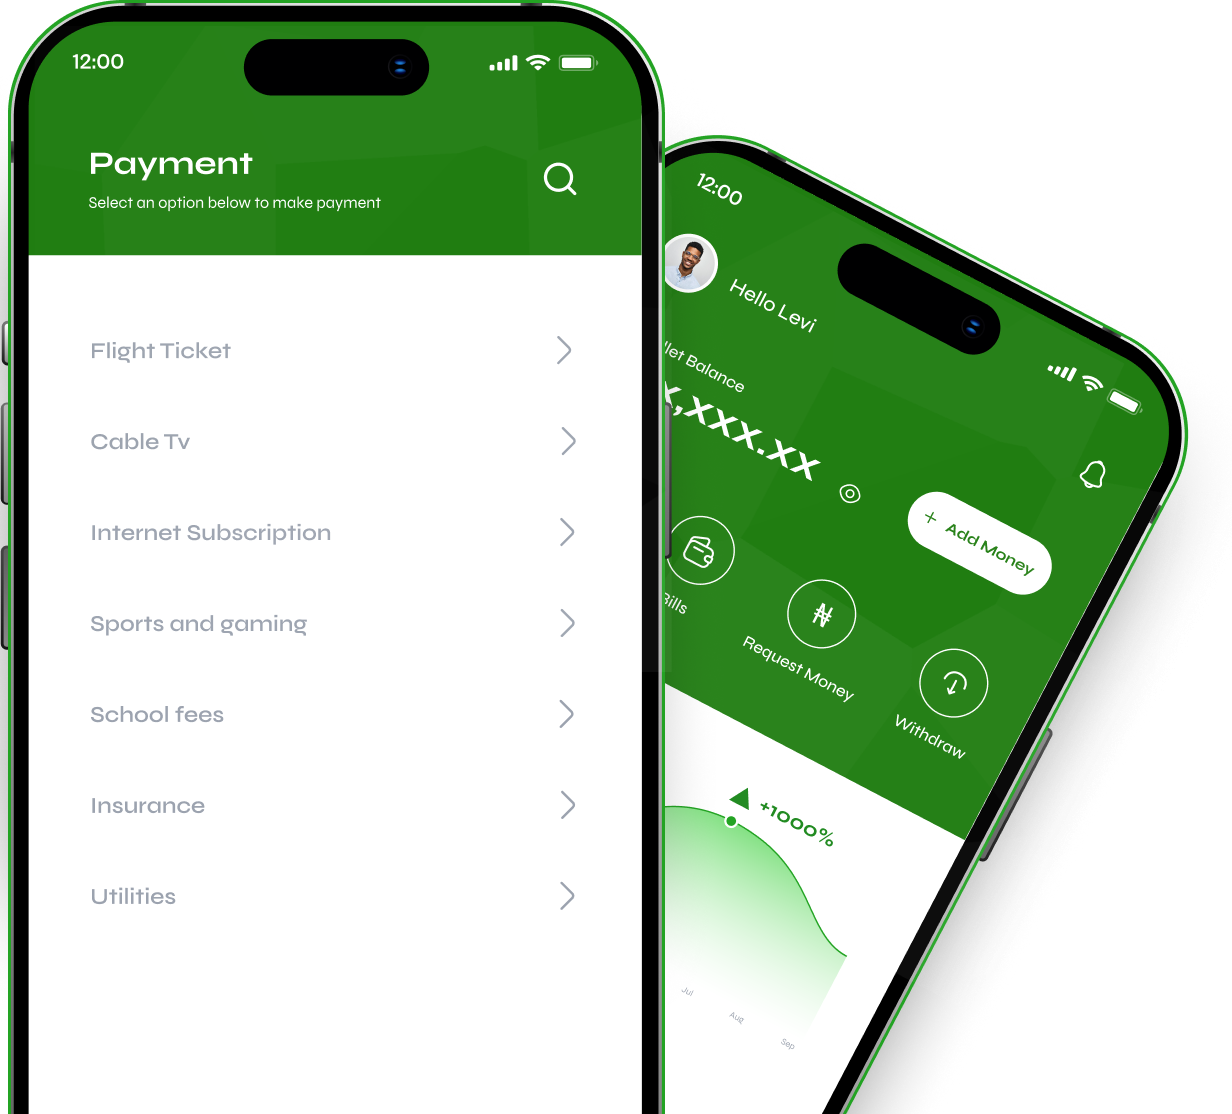 12:00
Payment
Select an option below to make payment
Flight Ticket
Cable Tv
Internet Subscription
Sports and gaming
School fees
Insurance
Utilities
12:00
Hello Levi
Balance
x,xxx.xx
+ Add Money
Bills
Request Money
Withdraw
+1000%
Jul
Aug
Sep